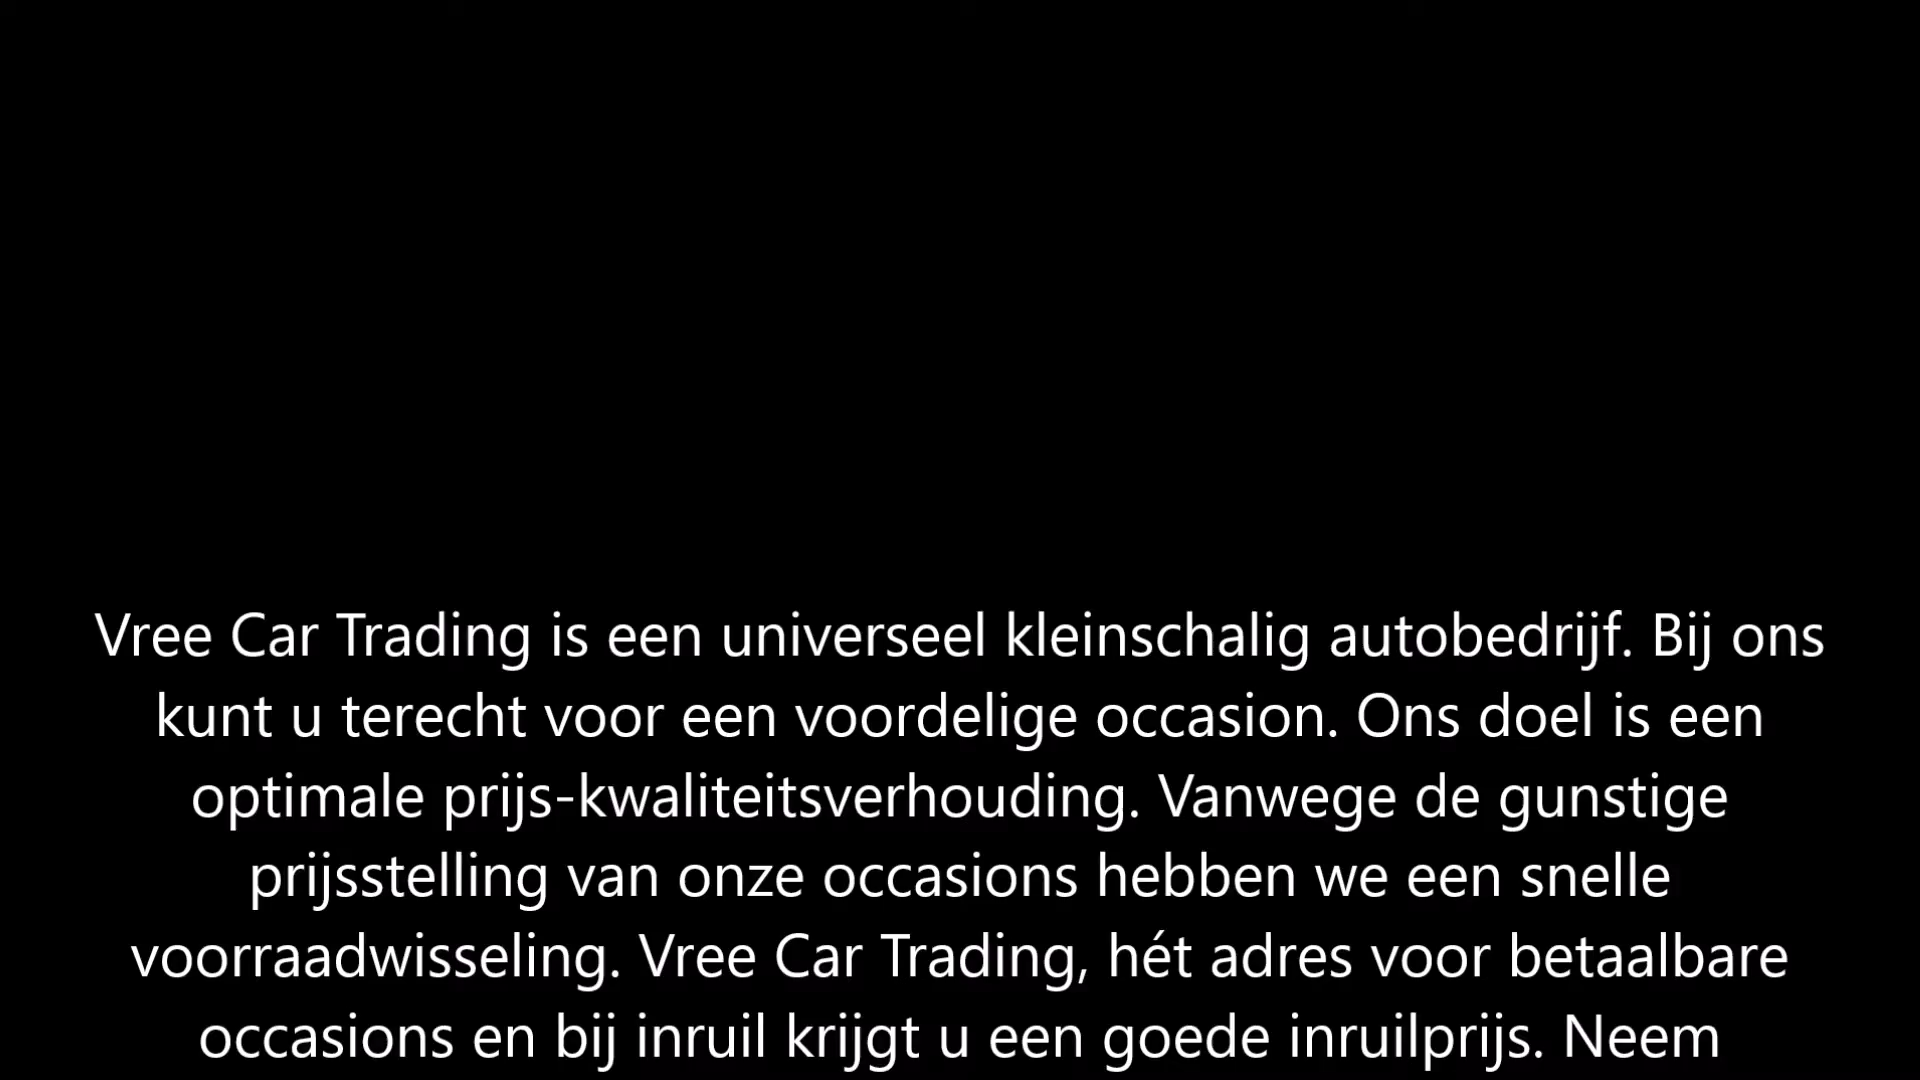 Vree Car Trading is een universeel kleinschalig autobedrijf. Bij ons
kunt u terecht voor een voordelige occasion. Ons doel is een
optimale prijs-kwaliteitsverhouding. Vanwege de gunstige
prijsstelling van onze occasions hebben we een snelle
voorraadwisseling. Vree Car Trading, hét adres voor betaalbare
occasions en bij inruil krijgt u een goede inruilprijs. Neem